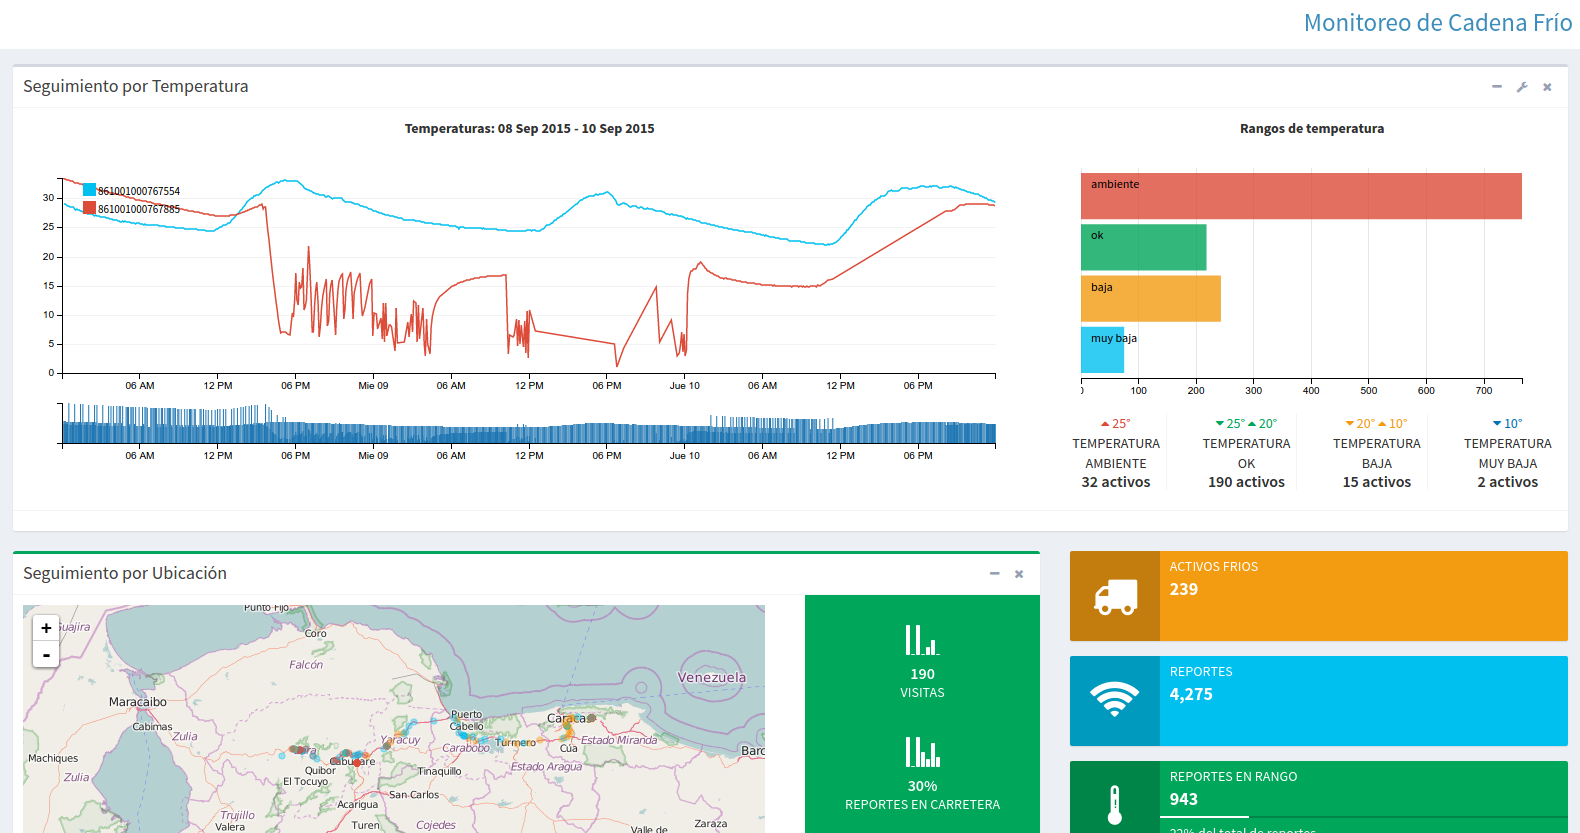 Monitoreo de Cadena Frío
Seguimiento por Temperatura
Temperaturas: 08 Sep 2015 - 10 Sep 2015
861001000767554
861001000767885
30
25
20
15
10
5
0
06 AM 12 PM 06 PM Mie 09 06 AM 12 PM 06 PM Jue 10 06 AM 12 PM 06 PM
06 AM 12 PM 06 PM Mie 09 06 AM 12 PM 06 PM Jue 10 06 AM 12 PM 06 PM
Rangos de temperatura
ambiente
ok
baja
muy baja
0 100 200 300 400 500 600 700
25°
TEMPERATURA
AMBIENTE
32 activos
25° 20°
TEMPERATURA
OK
190 activos
20° 10°
TEMPERATURA
BAJA
15 activos
10°
TEMPERATURA
MUY BAJA
2 activos
Seguimiento por Ubicación
+
-
Punto Fijo
Guajira
Coro
Falcón
Venezuela
Maracaibo
Puerto
Cabello
Caracas
Cabimas
Zulia
Yaracuy
Carabobo
Turmero
Cúa
Estado Miranda
Barc
Machiques
Cabudare
Zulia
Quibor
El Tocuyo
Tinaquillo
Estado Aragua
San Carlos
Acarigua
Trujillo
Valera
Turen
Cojedes
Valle de
Zaraza
190
VISITAS
30%
REPORTES EN CARRETERA
ACTIVOS FRIOS
239
REPORTES
4,275
REPORTES EN RANGO
943
22% del total de reportes